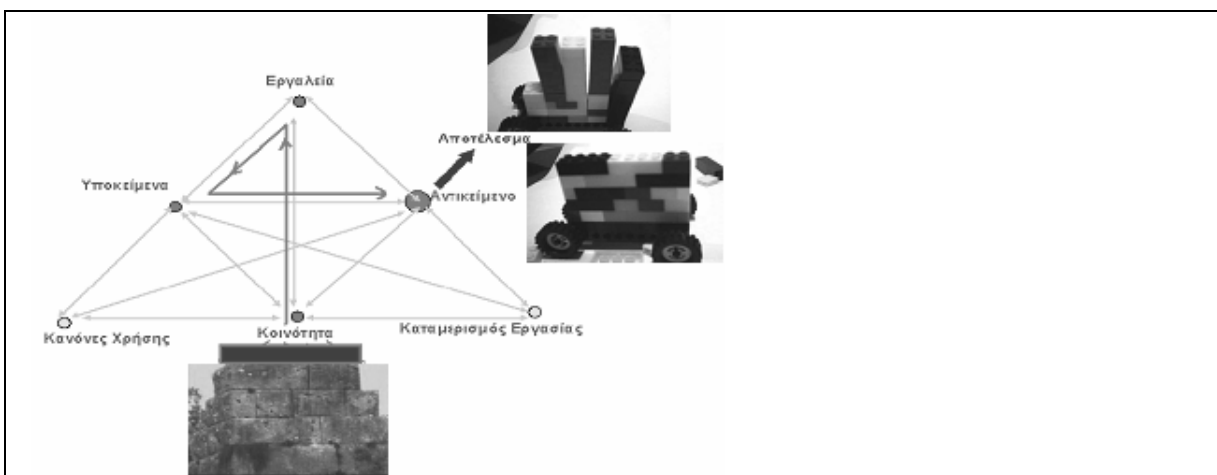 Εργαλεία
Αποτέλεσμα
Υποκείμενα
Αντικείμενο
Κανόνες Χρήσης
Κοινότητα
Καταμερισμός Εργασίας